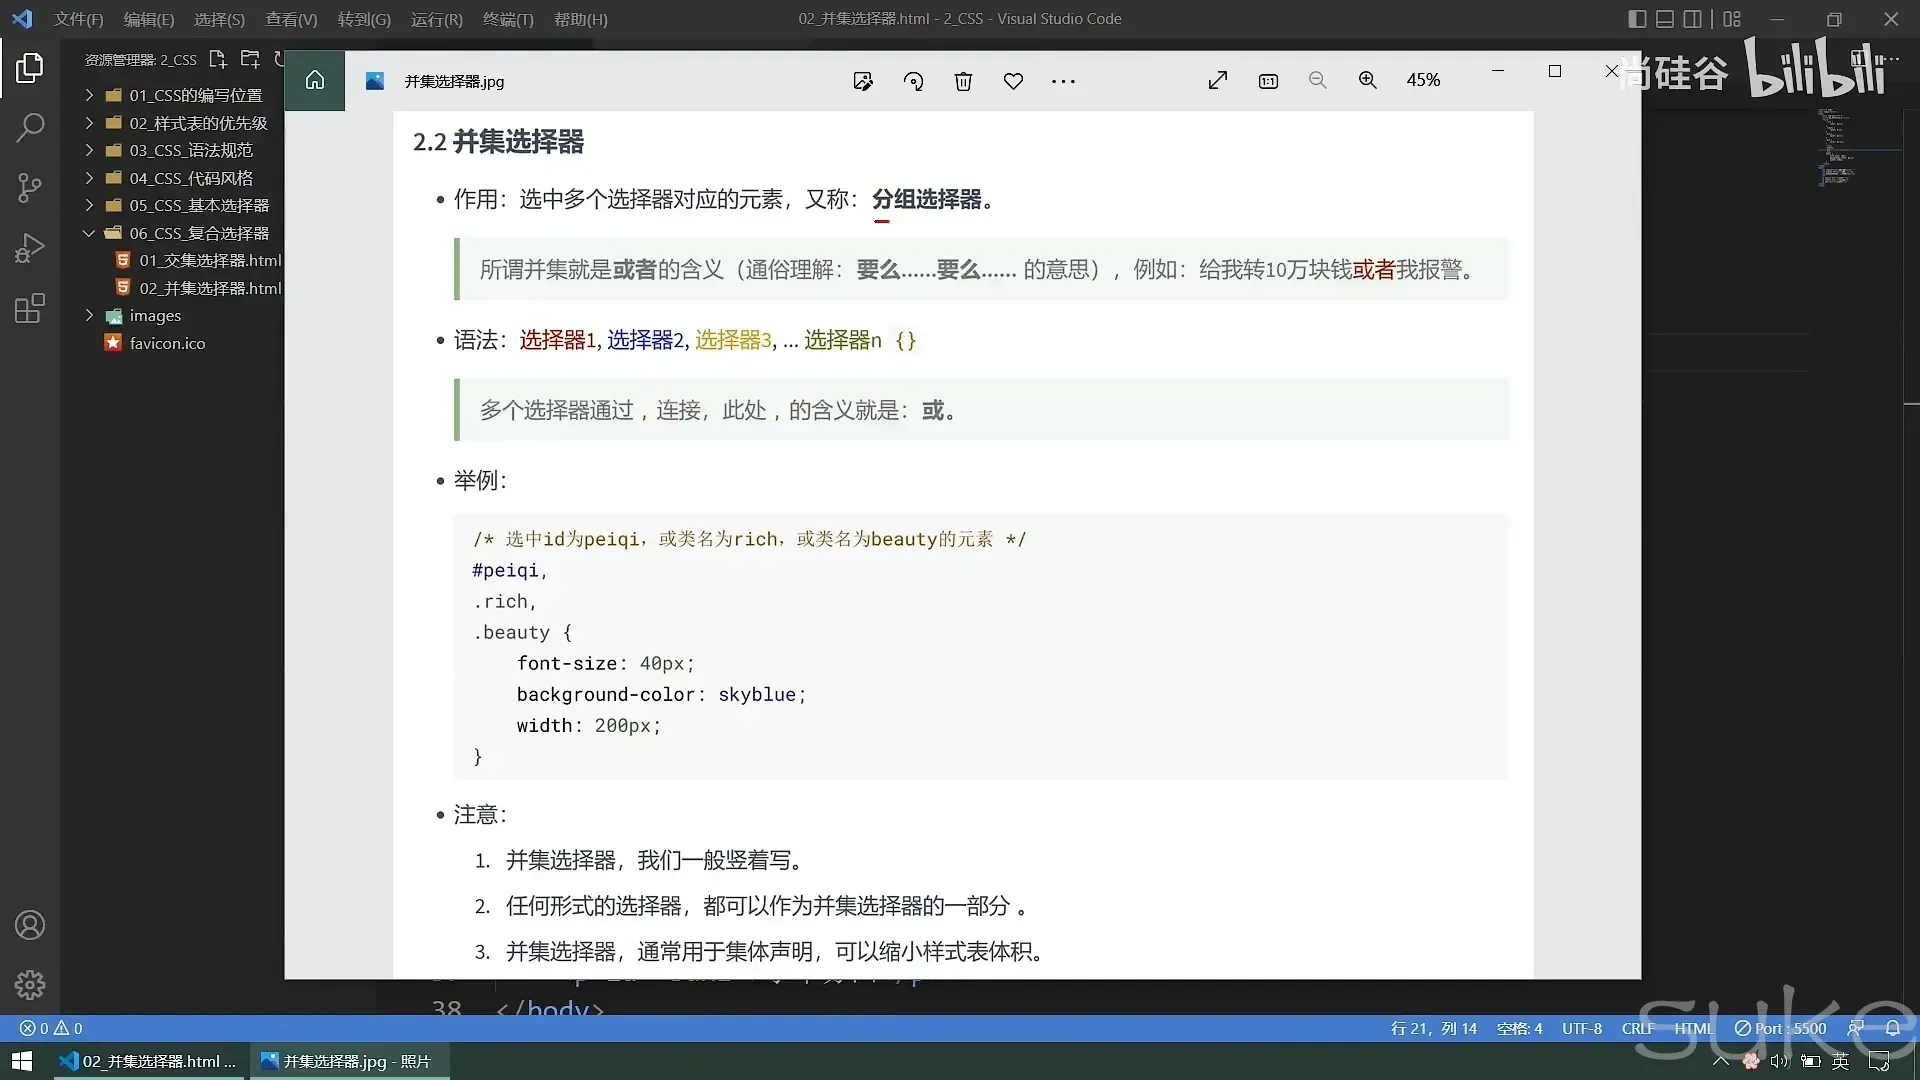 文件(F) 编辑(E) 选择(S) 查看(V) 转到(G) 运行(R) 终端(T) 帮助(H) 02_并集选择器.html - 2_CSS - Visual Studio Code
资源管理器: 2_CSS
01_CSS的编写位置
02_样式表的优先级
03_CSS_语法规范
04_CSS_代码风格
05_CSS_基本选择器
06_CSS_复合选择器
01_交集选择器.html
02_并集选择器.html
images
favicon.ico
并集选择器.jpg
1:1
45%
尚硅谷 bilibili
2.2 并集选择器
• 作用：选中多个选择器对应的元素，又称：分组选择器。
所谓并集就是或者的含义（通俗理解：要么......要么...... 的意思），例如：给我转10万块钱或者我报警。
• 语法：选择器1, 选择器2, 选择器3, ... 选择器n {}
多个选择器通过 , 连接，此处 , 的含义就是：或。
• 举例：
/* 选中id为peiqi，或类名为rich，或类名为beauty的元素 */
#peiqi,
.rich,
.beauty {
font-size: 40px;
background-color: skyblue;
width: 200px;
}
• 注意：
1. 并集选择器，我们一般竖着写。
2. 任何形式的选择器，都可以作为并集选择器的一部分 。
3. 并集选择器，通常用于集体声明，可以缩小样式表体积。
38 </body>
0 0 行 21，列 14 空格: 4 UTF-8 CRLF HTML Port : 5500
suke
02_并集选择器.html ... 并集选择器.jpg - 照片 英